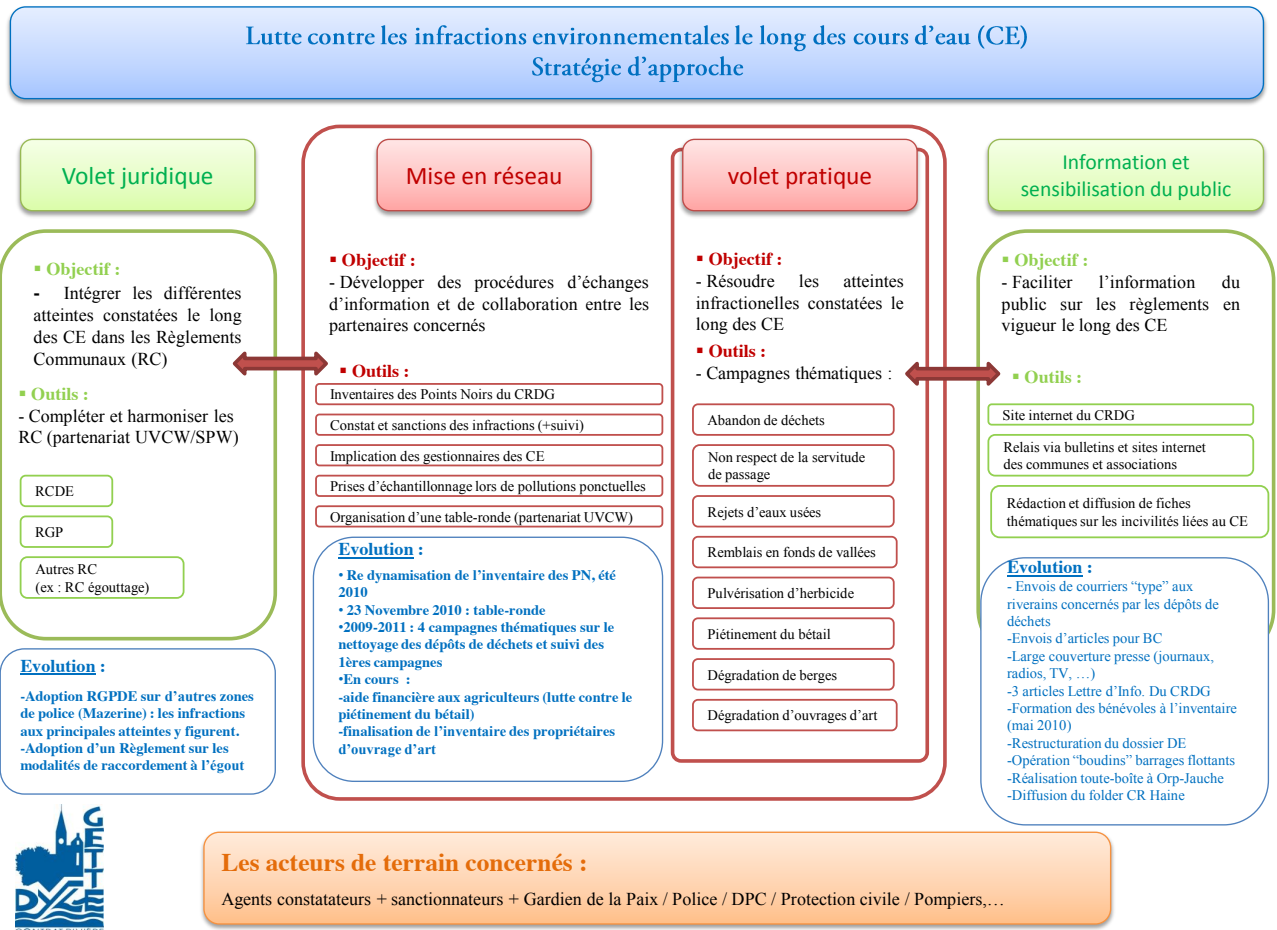 Lutte contre les infractions environnementales le long des cours d'eau (CE)
Stratégie d'approche
Volet juridique
▪ Objectif :
- Intégrer les différentes
atteintes constatées le long
des CE dans les Règlements
Communaux (RC)
▪ Outils :
- Compléter et harmoniser les
RC (partenariat UVCW/SPW)
RCDE
RGP
Autres RC
(ex : RC égouttage)
Evolution :
-Adoption RGPDE sur d'autres zones
de police (Mazerine) : les infractions
aux principales atteintes y figurent.
-Adoption d'un Règlement sur les
modalités de raccordement à l'égout
Mise en réseau
▪ Objectif :
- Développer des procédures d'échanges
d'information et de collaboration entre les
partenaires concernés
▪ Outils :
Inventaires des Points Noirs du CRDG
Constat et sanctions des infractions (+suivi)
Implication des gestionnaires des CE
Prises d'échantillonnage lors de pollutions ponctuelles
Organisation d'une table-ronde (partenariat UVCW)
Evolution :
• Re dynamisation de l'inventaire des PN, été
2010
• 23 Novembre 2010 : table-ronde
•2009-2011 : 4 campagnes thématiques sur le
nettoyage des dépôts de déchets et suivi des
1ères campagnes
•En cours :
-aide financière aux agriculteurs (lutte contre le
piétinement du bétail)
-finalisation de l'inventaire des propriétaires
d'ouvrage d'art
volet pratique
▪ Objectif :
- Résoudre les atteintes
infractionelles constatées le
long des CE
▪ Outils :
- Campagnes thématiques :
Abandon de déchets
Non respect de la servitude
de passage
Rejets d'eaux usées
Remblais en fonds de vallées
Pulvérisation d'herbicide
Piétinement du bétail
Dégradation de berges
Dégradation d'ouvrages d'art
Information et
sensibilisation du public
▪ Objectif :
- Faciliter l'information du
public sur les règlements en
vigueur le long des CE
▪ Outils :
Site internet du CRDG
Relais via bulletins et sites internet
des communes et associations
Rédaction et diffusion de fiches
thématiques sur les incivilités liées au CE
Evolution :
- Envois de courriers “type” aux
riverains concernés par les dépôts de
déchets
-Envois d'articles pour BC
-Large couverture presse (journaux,
radios, TV, …)
-3 articles Lettre d'Info. Du CRDG
-Formation des bénévoles à l'inventaire
(mai 2010)
-Restructuration du dossier DE
-Opération “boudins” barrages flottants
-Réalisation toute-boîte à Orp-Jauche
-Diffusion du folder CR Haine
GETTE
DYLE
Les acteurs de terrain concernés :
Agents constatateurs + sanctionnateurs + Gardien de la Paix / Police / DPC / Protection civile / Pompiers,…